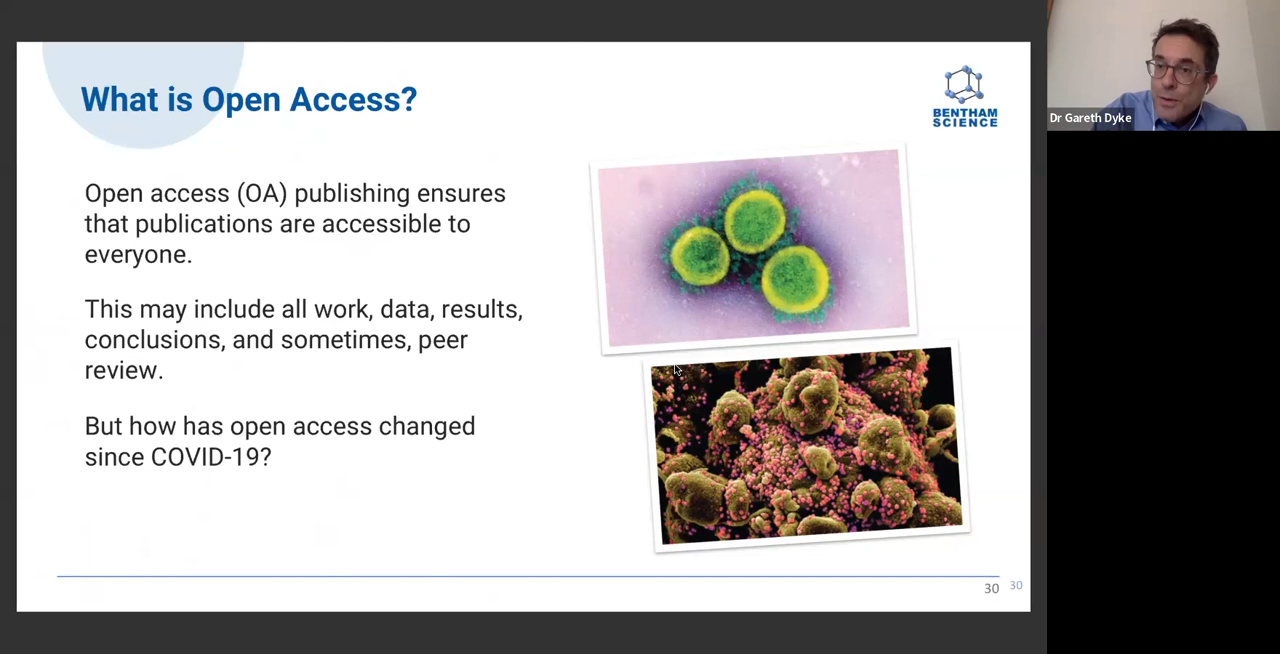 What is Open Access?
BENTHAM
SCIENCE
Dr Gareth Dyke
Open access (OA) publishing ensures
that publications are accessible to
everyone.
This may include all work, data, results,
conclusions, and sometimes, peer
review.
But how has open access changed
since COVID-19?
30
30